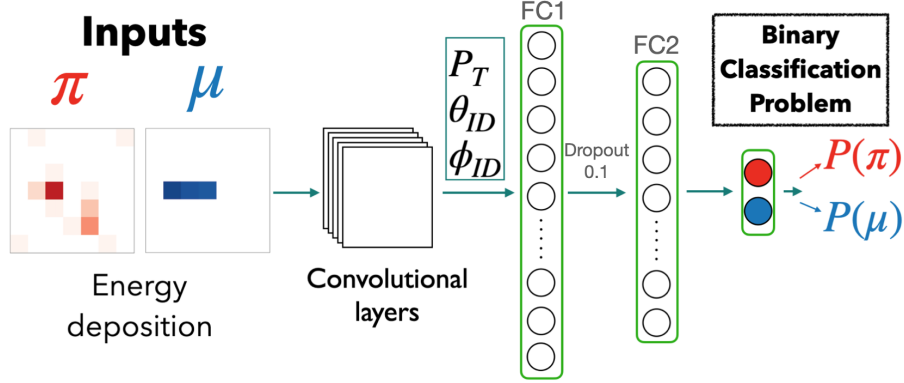 Inputs
π
μ
Energy
deposition
Convolutional
layers
P_T
θ_ID
ϕ_ID
FC1
Dropout
0.1
FC2
Binary
Classification
Problem
P(π)
P(μ)